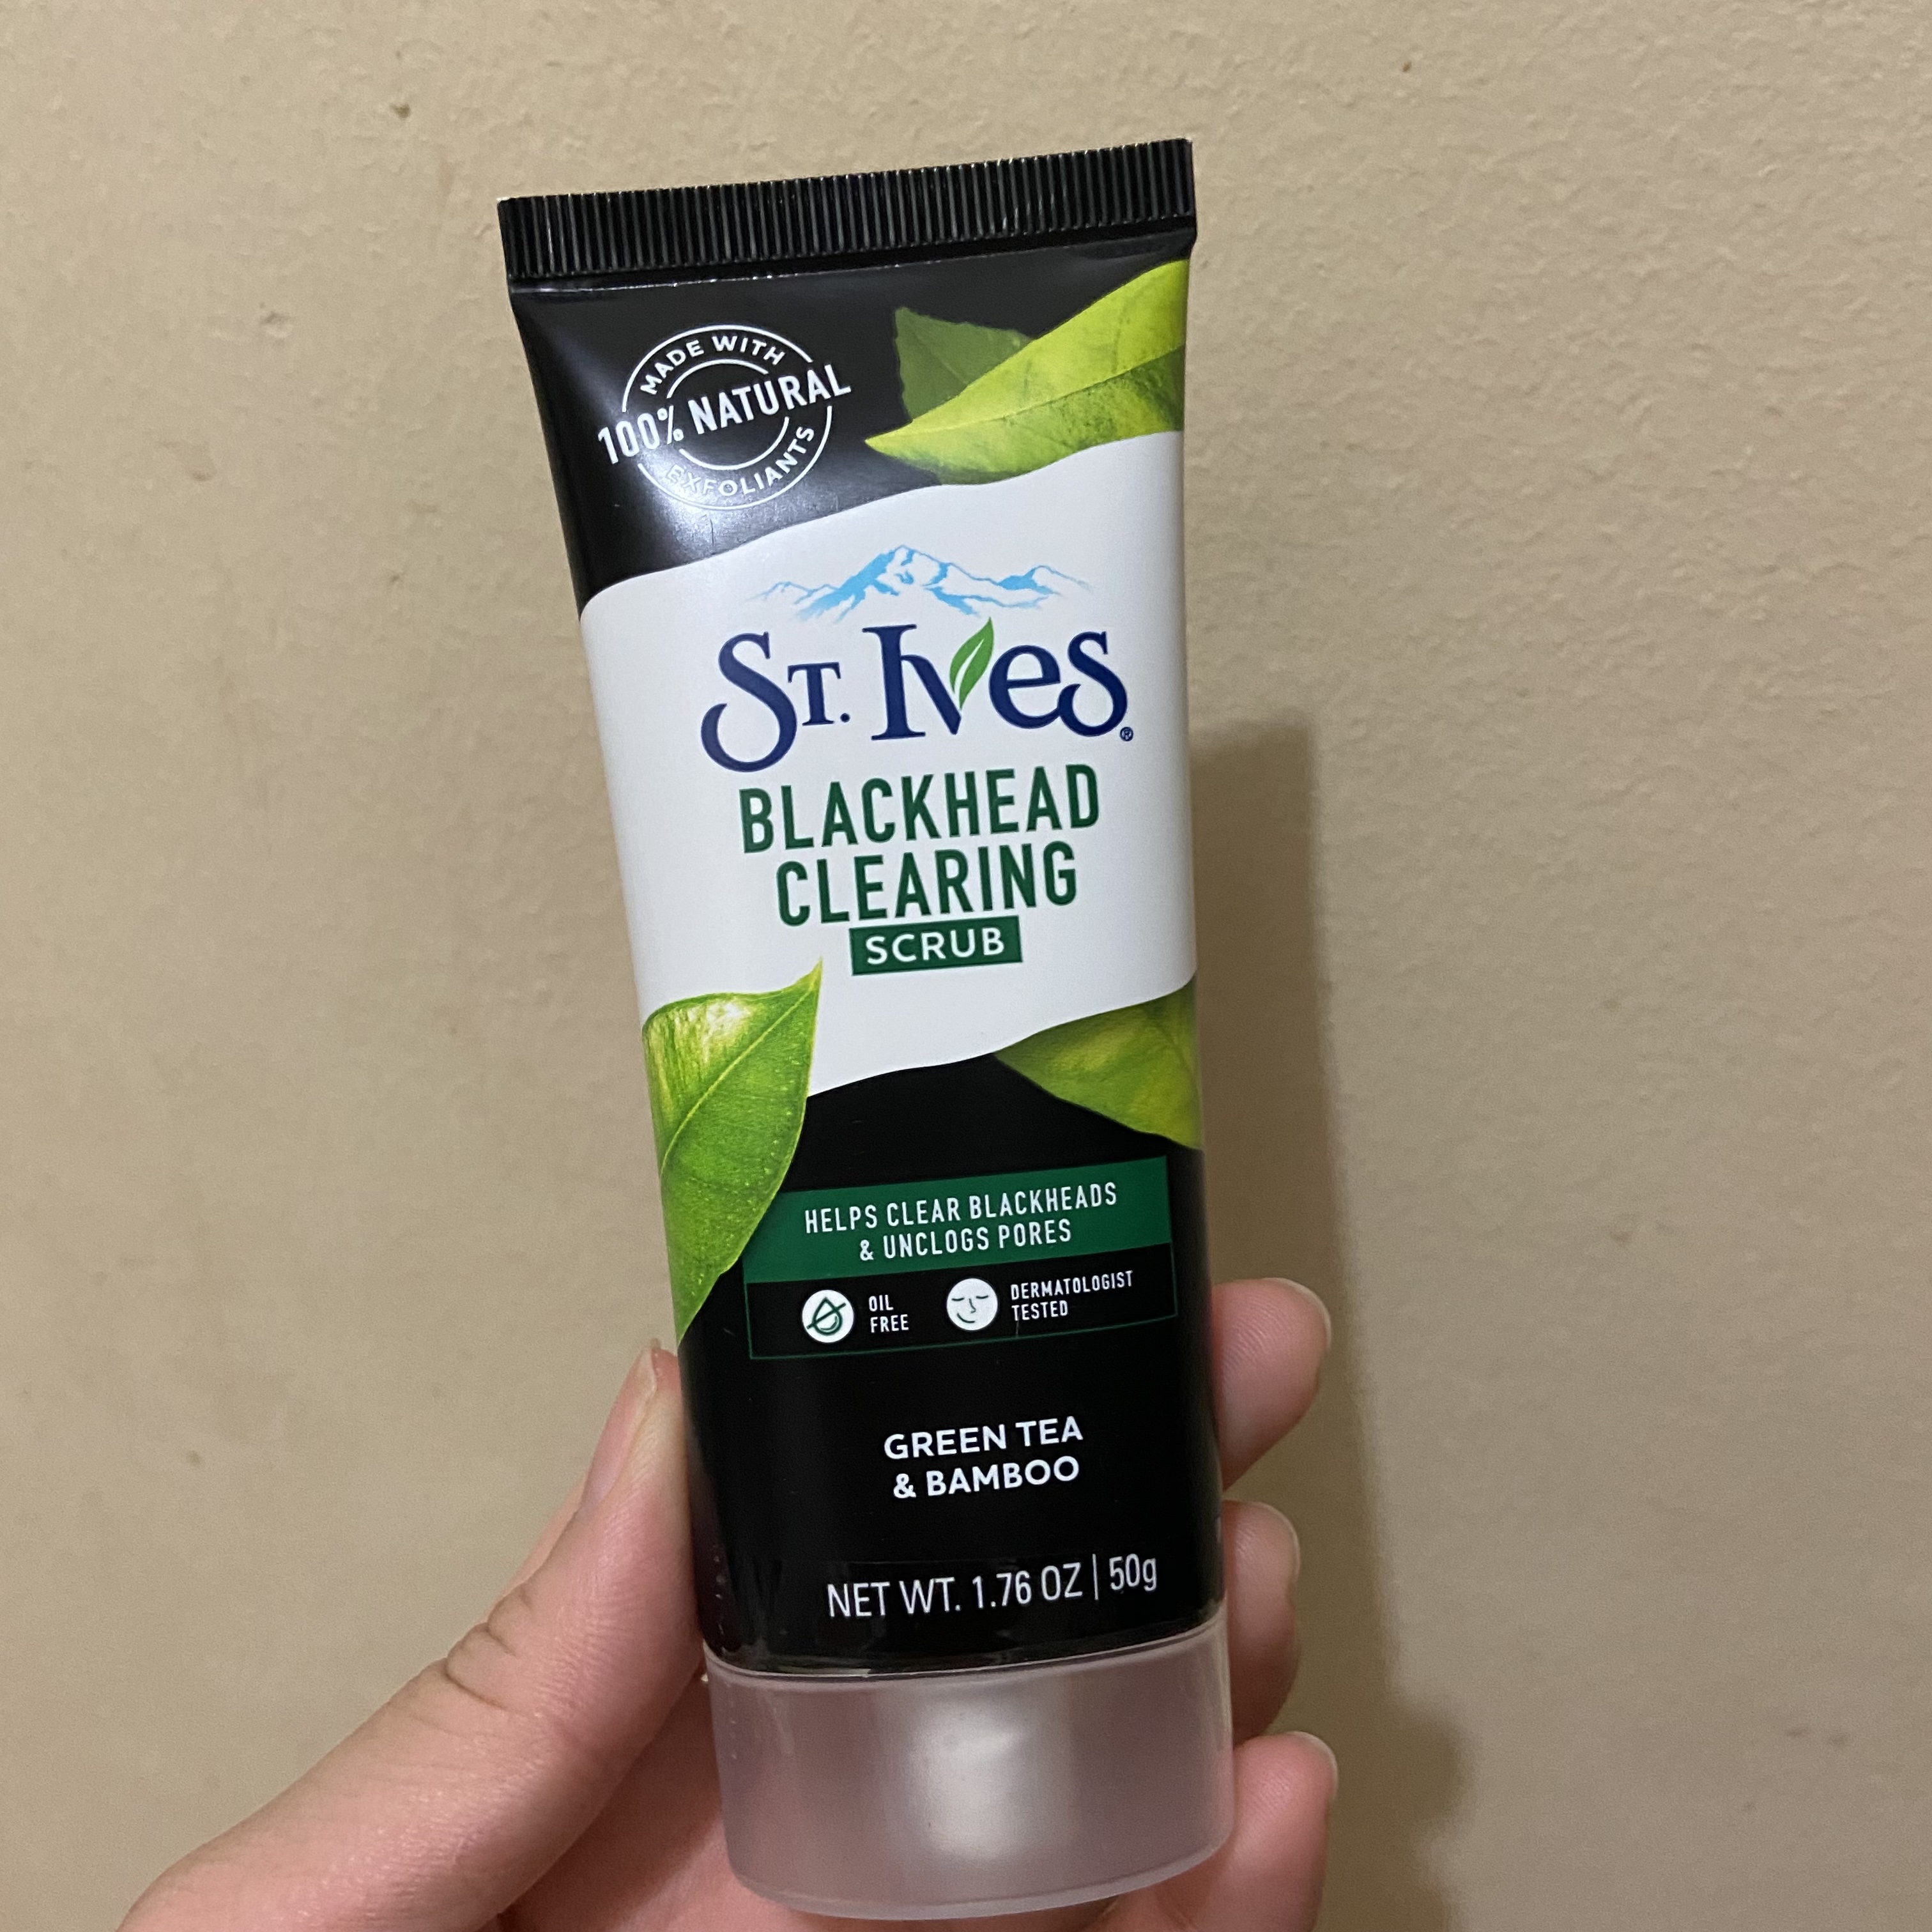 MADE WITH
100% NATURAL
EXFOLIANTS
ST. Ives®
BLACKHEAD
CLEARING
SCRUB
HELPS CLEAR BLACKHEADS
& UNCLOGS PORES
OIL
FREE
DERMATOLOGIST
TESTED
GREEN TEA
& BAMBOO
NET WT. 1.76 OZ | 50g